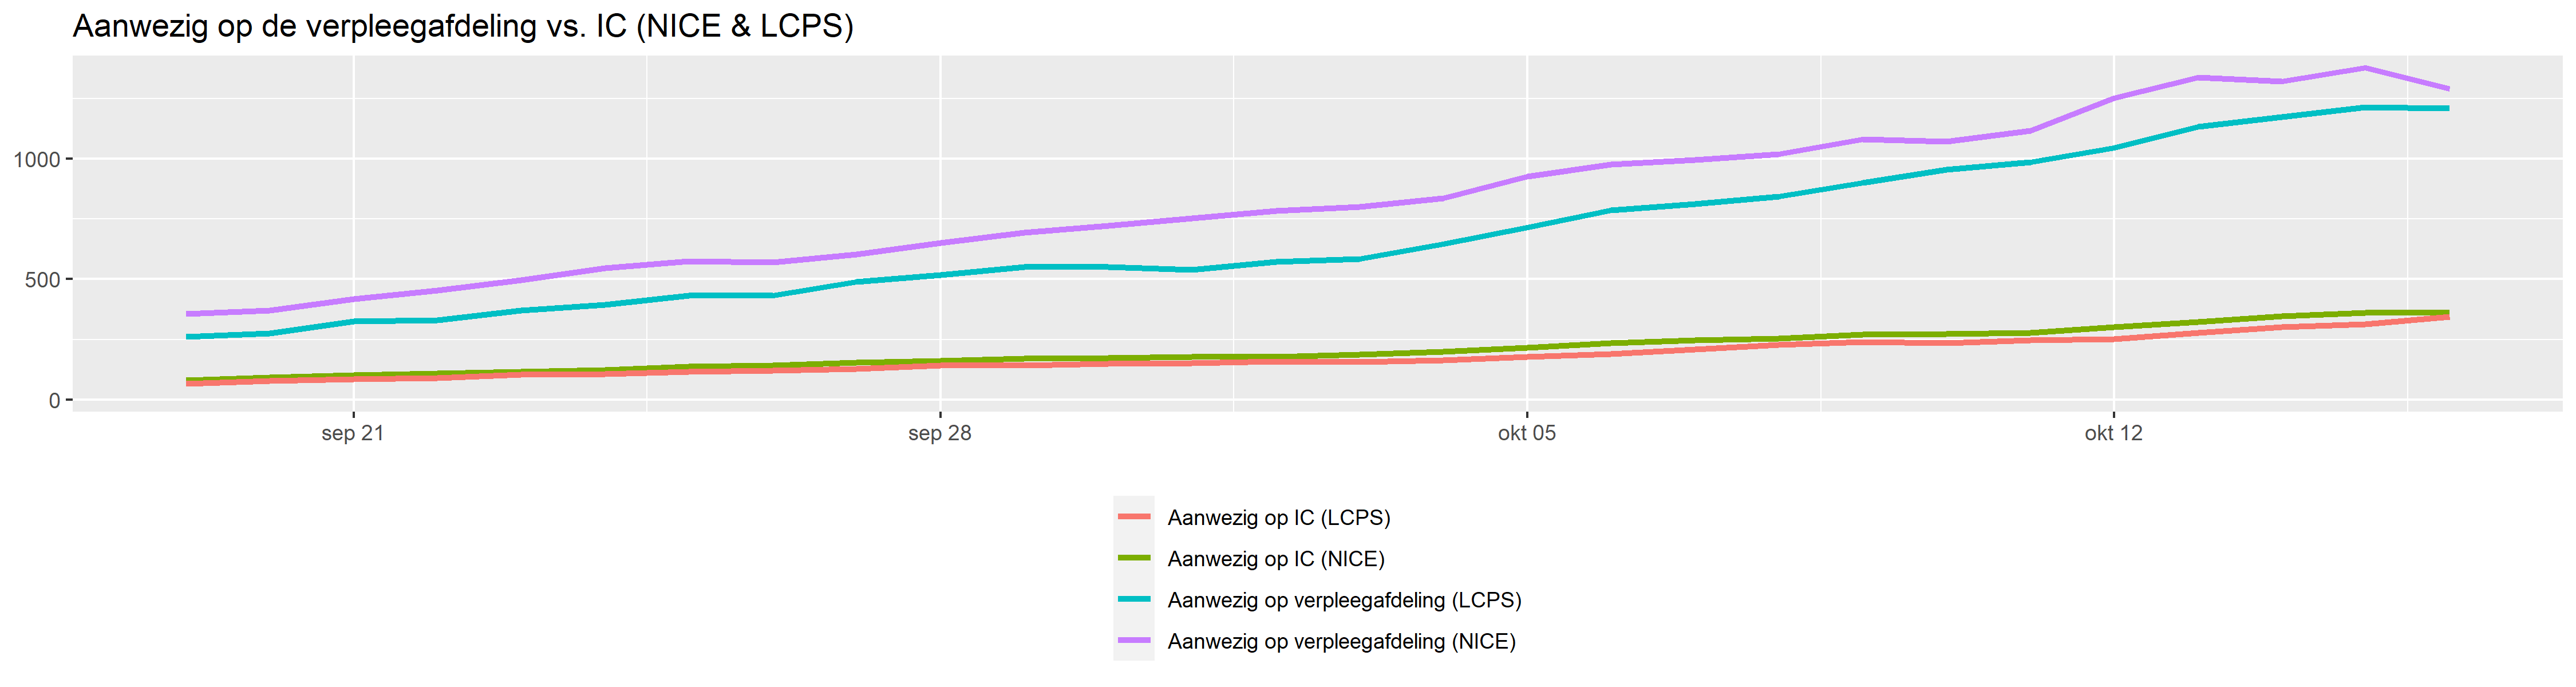 Aanwezig op de verpleegafdeling vs. IC (NICE & LCPS)
1000
500
0
sep 21
sep 28
okt 05
okt 12
Aanwezig op IC (LCPS)
Aanwezig op IC (NICE)
Aanwezig op verpleegafdeling (LCPS)
Aanwezig op verpleegafdeling (NICE)